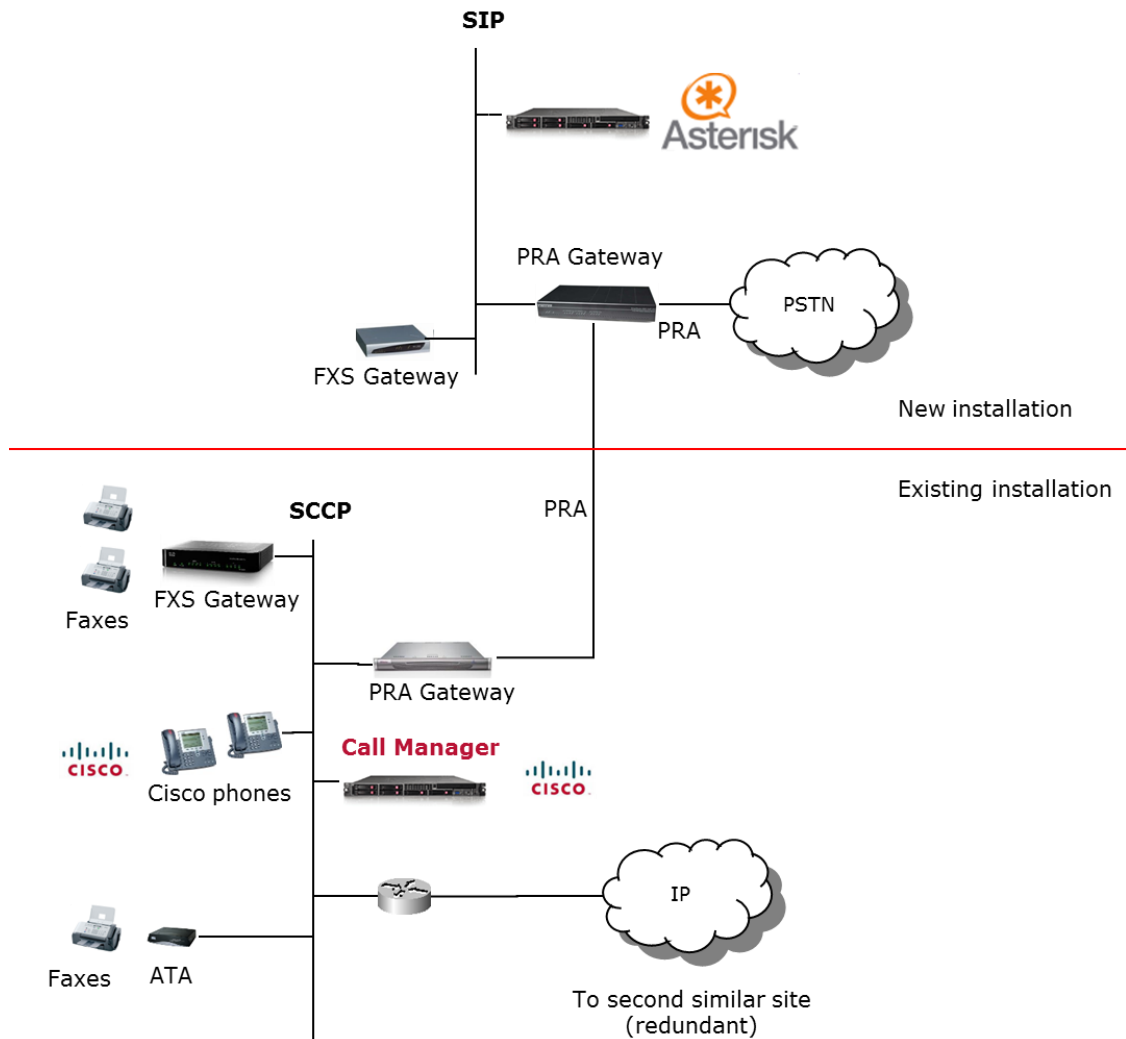 SIP
Asterisk
PRA Gateway
PSTN
PRA
FXS Gateway
New installation
Existing installation
SCCP
PRA
FXS Gateway
Faxes
PRA Gateway
Call Manager
CISCO.
Cisco phones
CISCO.
IP
Faxes
ATA
To second similar site
(redundant)